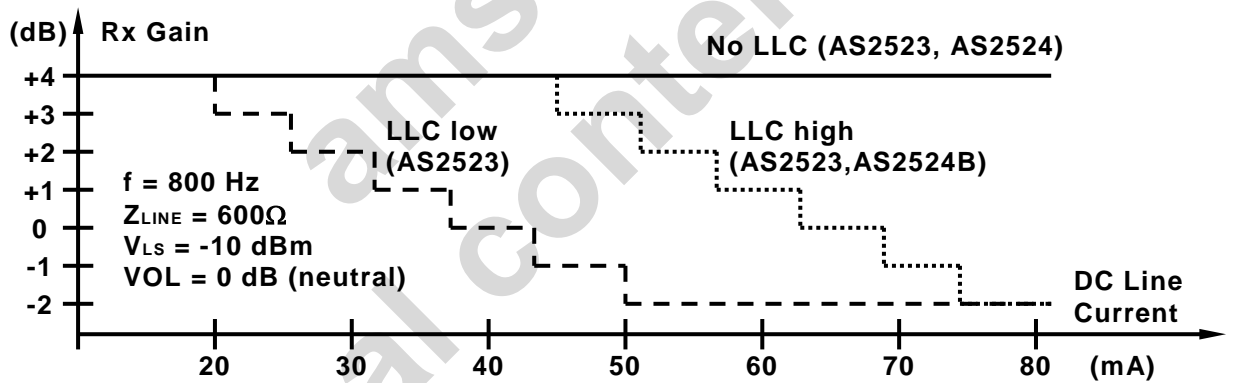 (dB) Rx Gain
No LLC (AS2523, AS2524)
+4
+3
+2
+1
0
-1
-2
LLC low
(AS2523)
LLC high
(AS2523,AS2524B)
f = 800 Hz
ZLINE = 600Ω
VLS = -10 dBm
VOL = 0 dB (neutral)
DC Line
Current
20 30 40 50 60 70 80 (mA)